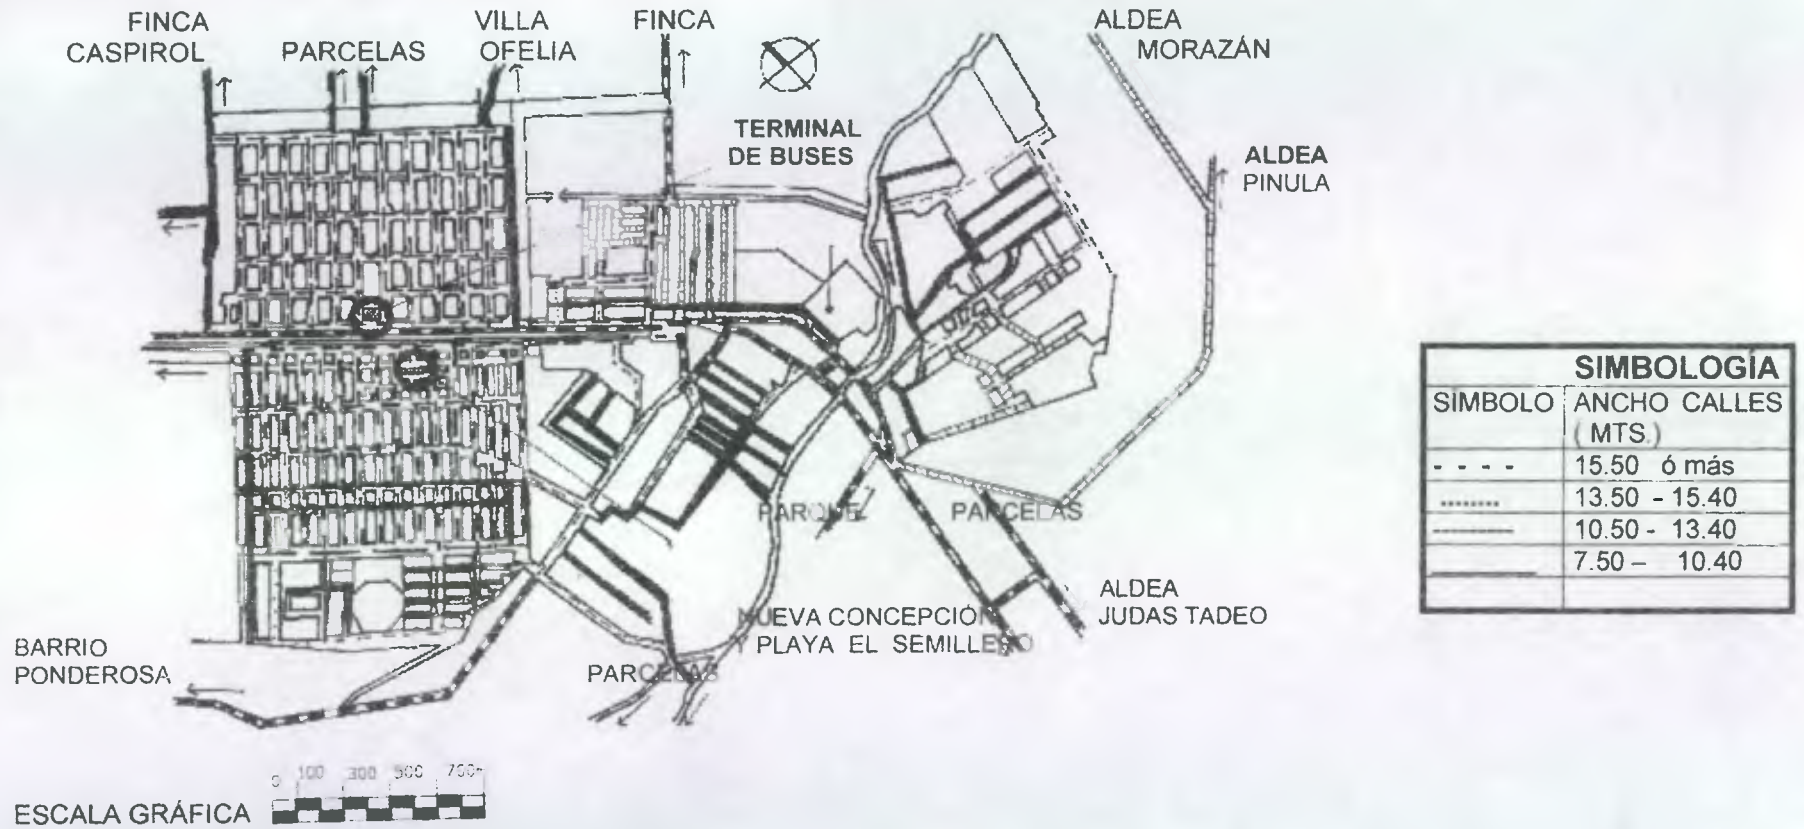 FINCA
CASPIROL
PARCELAS
VILLA
OFELIA
FINCA
ALDEA
MORAZÁN
TERMINAL
DE BUSES
ALDEA
PINULA
PARQUE
PARCELAS
ALDEA
JUDAS TADEO
NUEVA CONCEPCIÓN
Y PLAYA EL SEMILLERO
BARRIO
PONDEROSA
PARCELAS
ESCALA GRÁFICA
0 100 300 500 700
SIMBOLOGÍA
SIMBOLO ANCHO CALLES
( MTS.)
15.50 ó más
13.50 - 15.40
10.50 - 13.40
7.50 – 10.40